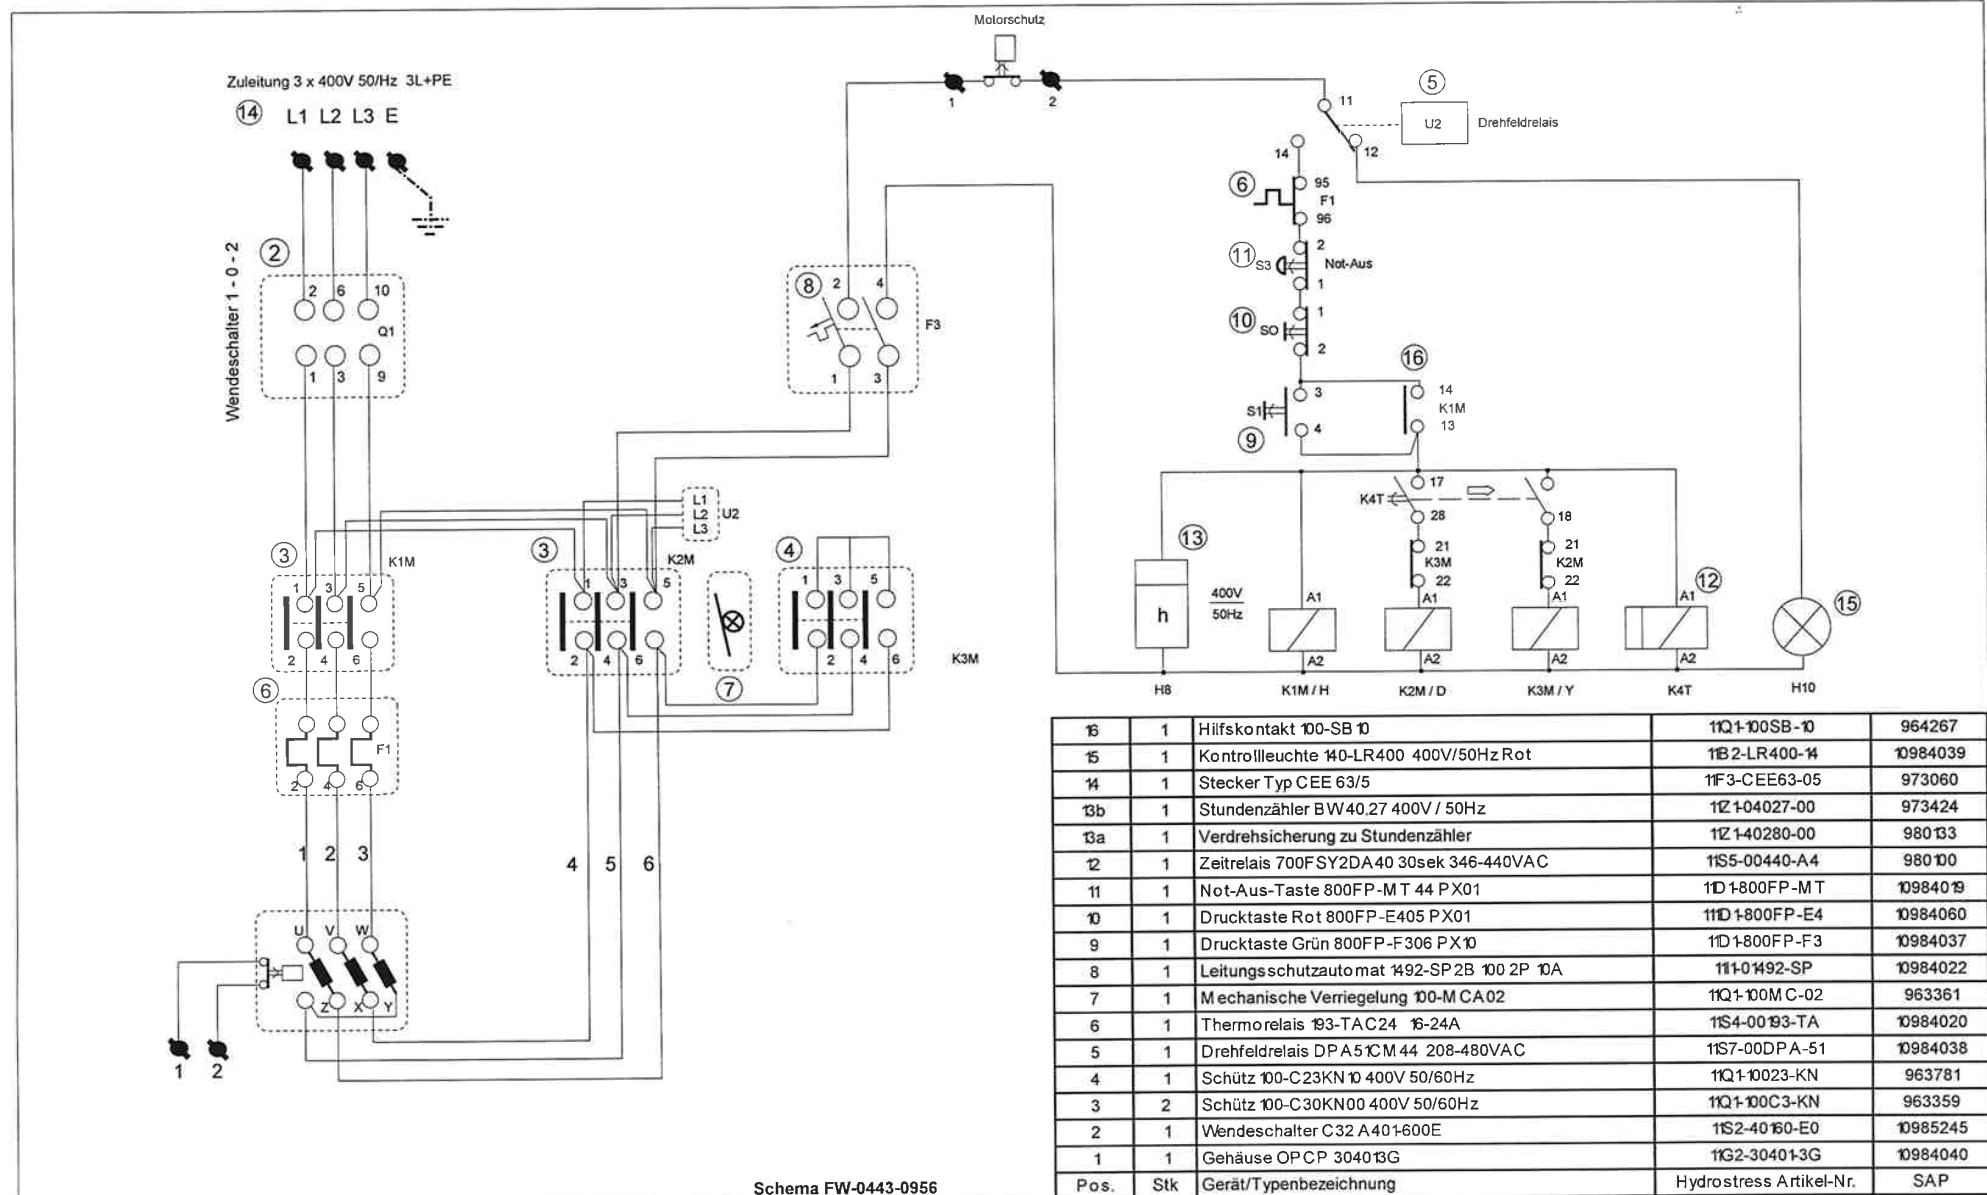 Motorschutz
1
2
Zuleitung 3 x 400V 50/Hz 3L+PE
14
L1 L2 L3 E
5
11
U2
Drehfeldrelais
12
14
6
95
F1
96
2
Wendeschalter 1 - 0 - 2
2 6 10
Q1
1 3 9
8
2 4
F3
1 3
11
S3
2
Not-Aus
1
10
SO
1
2
16
3
S1
4
9
14
K1M
13
L1
L2
L3
U2
3
K1M
1 3 5
2 4 6
3
K2M
1 3 5
2 4 6
7
4
1 3 5
2 4 6
K3M
K4T
17
28
18
21
K3M
22
21
K2M
22
13
h
400V
50Hz
A1
A2
A1
A2
A1
A2
12
A1
A2
15
H8
K1M / H
K2M / D
K3M / Y
K4T
H10
6
F1
2 4 6
1 2 3
4 5 6
U V W
Z X Y
1 2
16 1 Hilfskontakt 100-SB 10 11Q1-100SB-10 964267
15 1 Kontrollleuchte 140-LR400 400V/50Hz Rot 11B2-LR400-14 10984039
14 1 Stecker Typ CEE 63/5 11F3-CEE63-05 973060
13b 1 Stundenzähler BW40.27 400V / 50Hz 11Z1-04027-00 973424
13a 1 Verdrehsicherung zu Stundenzähler 11Z1-40280-00 980133
12 1 Zeitrelais 700FSY2DA40 30sek 346-440VAC 11S5-00440-A4 980100
11 1 Not-Aus-Taste 800FP-MT 44 PX01 11D1-800FP-MT 10984019
10 1 Drucktaste Rot 800FP-E405 PX01 111D1-800FP-E4 10984060
9 1 Drucktaste Grün 800FP-F306 PX10 11D1-800FP-F3 10984037
8 1 Leitungsschutzautomat 1492-SP2B 100 2P 10A 11I1-01492-SP 10984022
7 1 Mechanische Verriegelung 100-MCA02 11Q1-100MC-02 963361
6 1 Thermorelais 193-TAC24 16-24A 11S4-00193-TA 10984020
5 1 Drehfeldrelais DPA51CM44 208-480VAC 11S7-00DPA-51 10984038
4 1 Schütz 100-C23KN10 400V 50/60Hz 11Q1-10023-KN 963781
3 2 Schütz 100-C30KN00 400V 50/60Hz 11Q1-100C3-KN 963359
2 1 Wendeschalter C32 A401-600E 11S2-40160-E0 10985245
1 1 Gehäuse OPCP 304013G 11G2-30401-3G 10984040
Pos. Stk Gerät/Typenbezeichnung Hydrostress Artikel-Nr. SAP
Schema FW-0443-0956